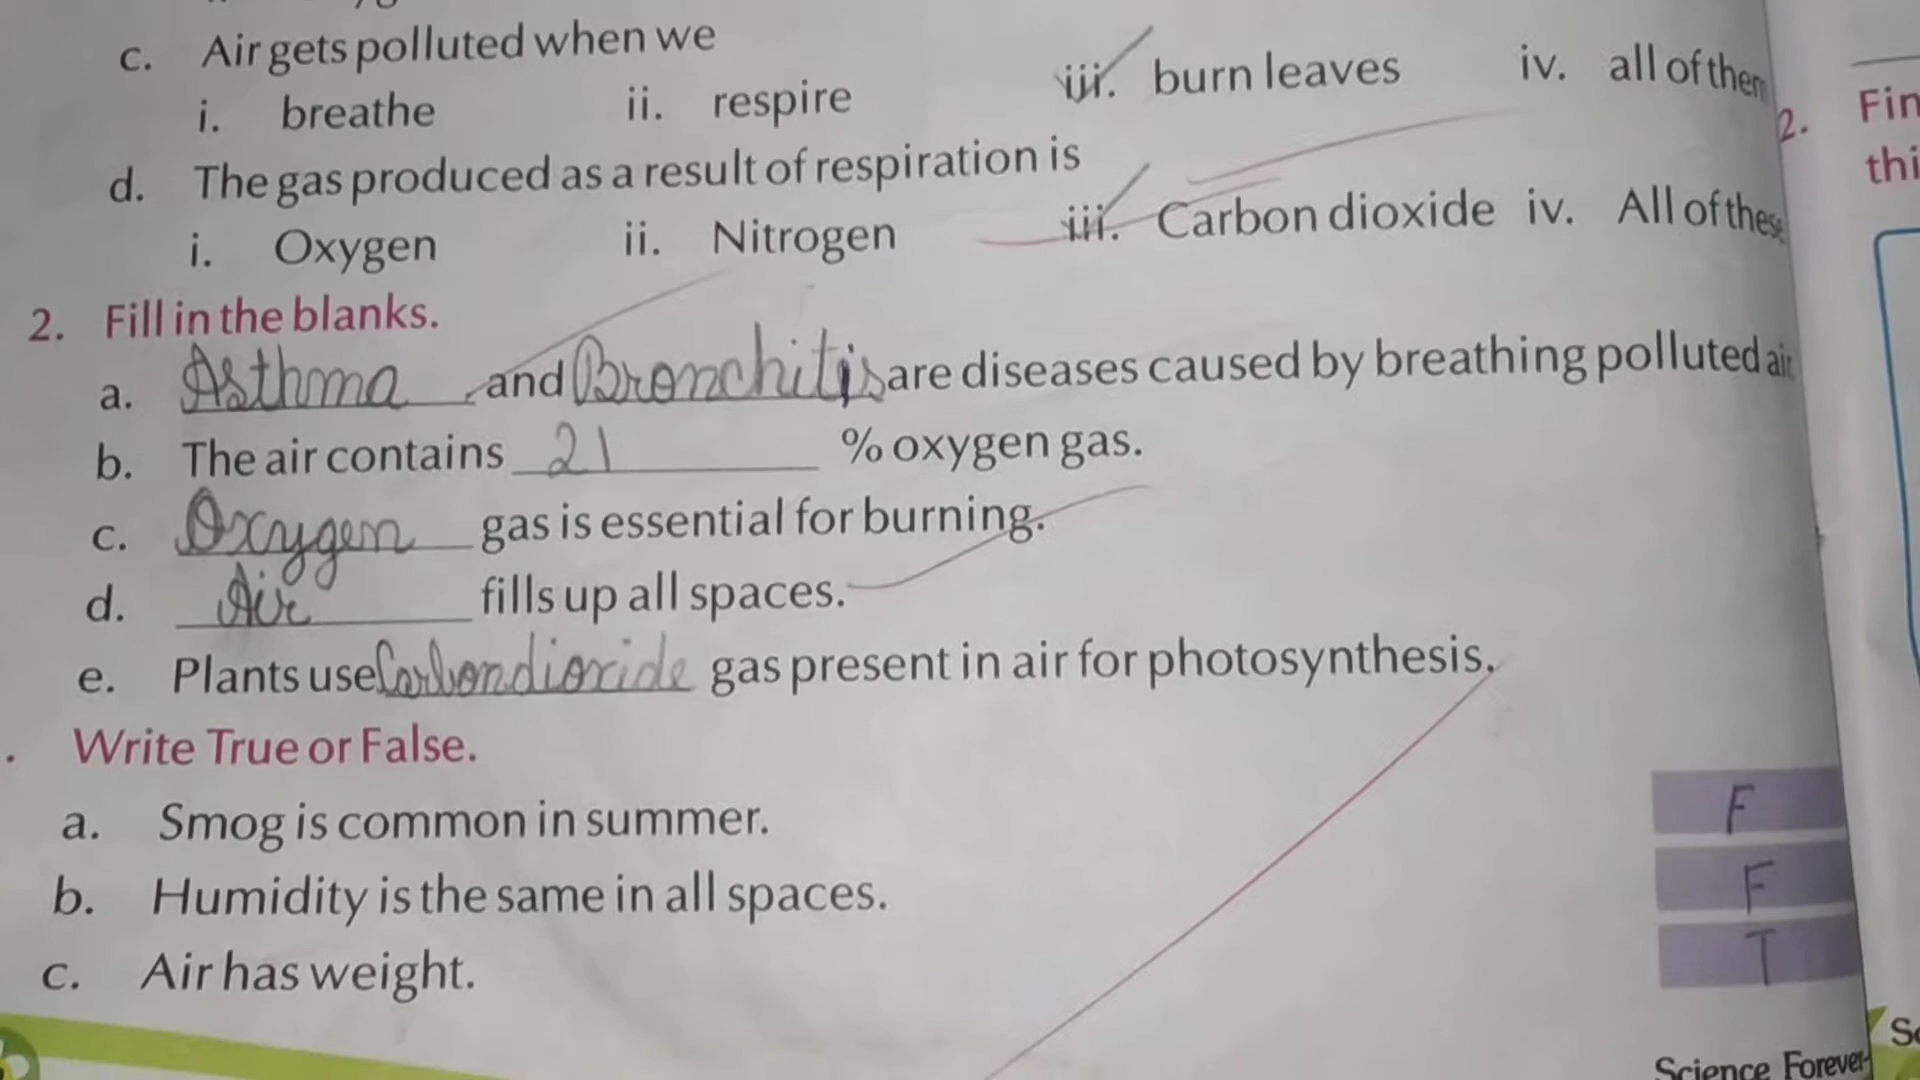 c. Air gets polluted when we
i. breathe ii. respire iii. burn leaves iv. all of them
d. The gas produced as a result of respiration is
i. Oxygen ii. Nitrogen iii. Carbon dioxide iv. All of these
2. Fill in the blanks.
a. Asthma and Bronchitis are diseases caused by breathing polluted air
b. The air contains 21 % oxygen gas.
c. Oxygen gas is essential for burning.
d. Air fills up all spaces.
e. Plants use Carbondioxide gas present in air for photosynthesis.
. Write True or False.
a. Smog is common in summer. F
b. Humidity is the same in all spaces. F
c. Air has weight. T
Science Forever-
2. Fin
thi
Sc